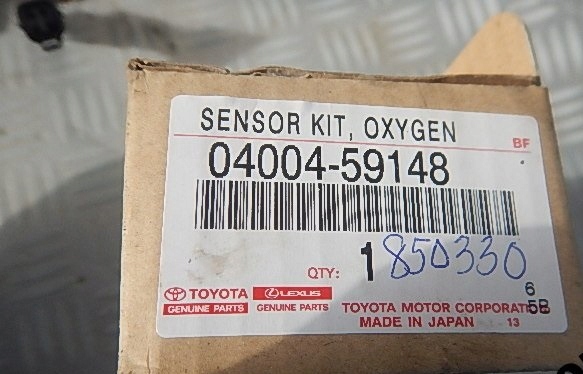 SENSOR KIT, OXYGEN
BF
04004-59148
QTY: 1 850330
6
5B
TOYOTA LEXUS
GENUINE PARTS GENUINE PARTS
TOYOTA MOTOR CORPORATION
MADE IN JAPAN 13